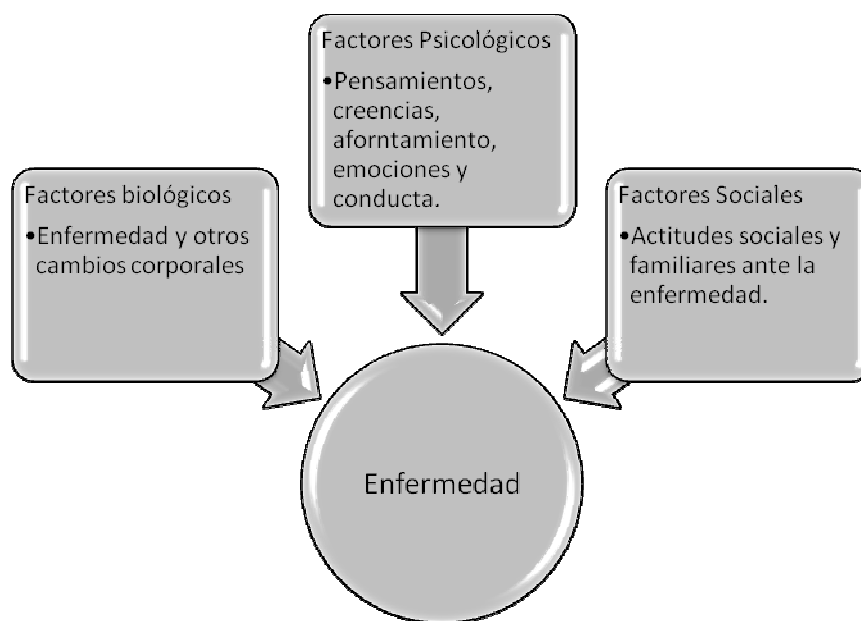 Factores Psicológicos
•Pensamientos,
creencias,
aforntamiento,
emociones y
conducta.
Factores biológicos
•Enfermedad y otros
cambios corporales
Factores Sociales
•Actitudes sociales y
familiares ante la
enfermedad.
Enfermedad